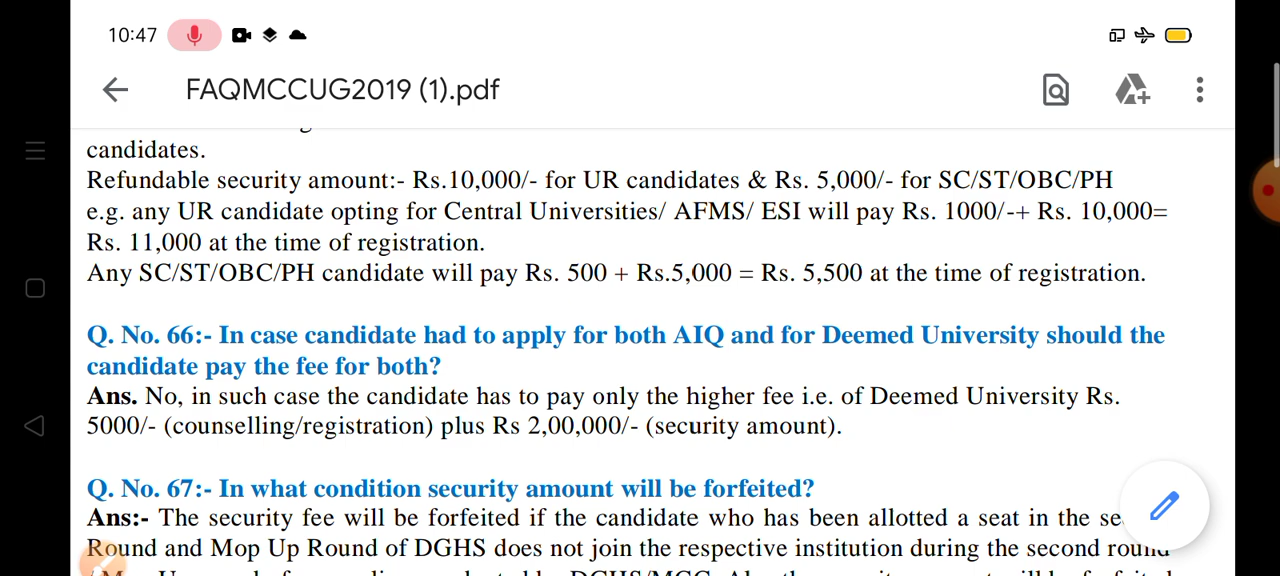 10:47
FAQMCCUG2019 (1).pdf
candidates.
Refundable security amount:- Rs.10,000/- for UR candidates & Rs. 5,000/- for SC/ST/OBC/PH
e.g. any UR candidate opting for Central Universities/ AFMS/ ESI will pay Rs. 1000/-+ Rs. 10,000=
Rs. 11,000 at the time of registration.
Any SC/ST/OBC/PH candidate will pay Rs. 500 + Rs.5,000 = Rs. 5,500 at the time of registration.
Q. No. 66:- In case candidate had to apply for both AIQ and for Deemed University should the
candidate pay the fee for both?
Ans. No, in such case the candidate has to pay only the higher fee i.e. of Deemed University Rs.
5000/- (counselling/registration) plus Rs 2,00,000/- (security amount).
Q. No. 67:- In what condition security amount will be forfeited?
Ans:- The security fee will be forfeited if the candidate who has been allotted a seat in the
Round and Mop Up Round of DGHS does not join the respective institution during the second round